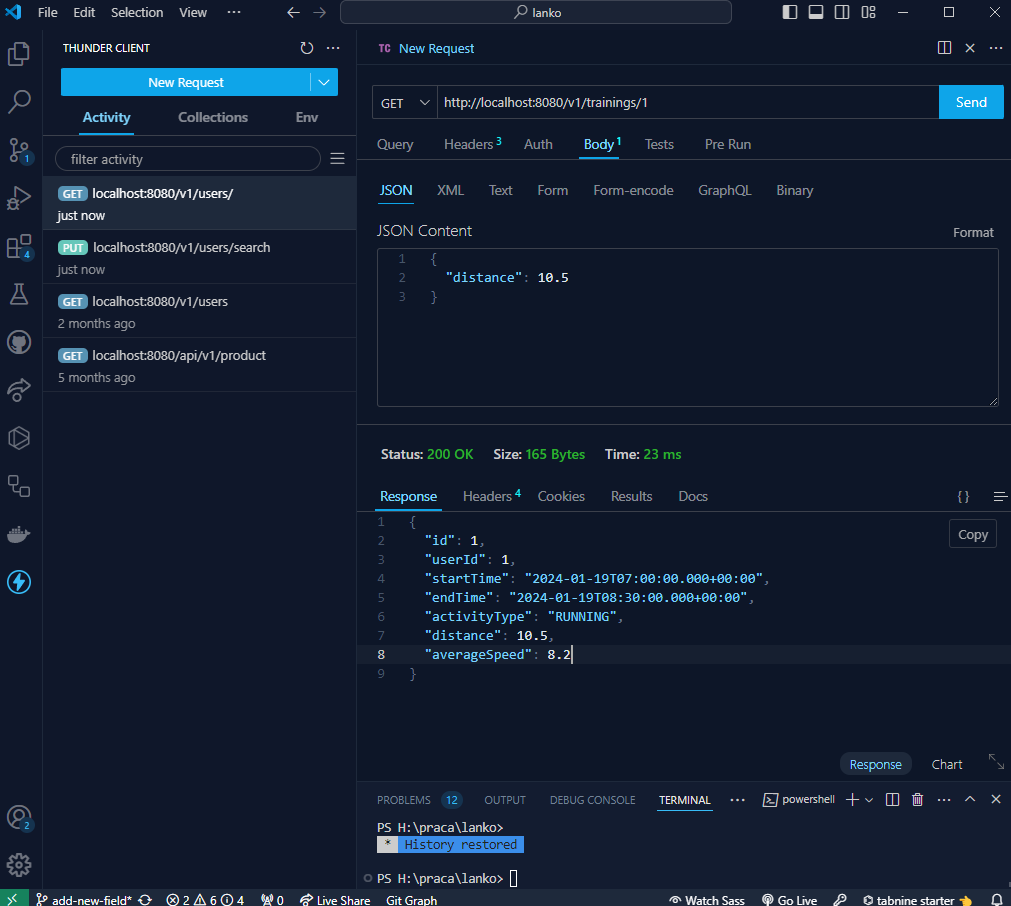 File Edit Selection View ··· lanko
THUNDER CLIENT
New Request
Activity Collections Env
filter activity
GET localhost:8080/v1/users/
just now
PUT localhost:8080/v1/users/search
just now
GET localhost:8080/v1/users
2 months ago
GET localhost:8080/api/v1/product
5 months ago
TC New Request
GET http://localhost:8080/v1/trainings/1 Send
Query Headers 3 Auth Body 1 Tests Pre Run
JSON XML Text Form Form-encode GraphQL Binary
JSON Content Format
1 {
2 "distance": 10.5
3 }
Status: 200 OK Size: 165 Bytes Time: 23 ms
Response Headers 4 Cookies Results Docs {}
Copy
1 {
2 "id": 1,
3 "userId": 1,
4 "startTime": "2024-01-19T07:00:00.000+00:00",
5 "endTime": "2024-01-19T08:30:00.000+00:00",
6 "activityType": "RUNNING",
7 "distance": 10.5,
8 "averageSpeed": 8.2
9 }
Response Chart
PROBLEMS 12 OUTPUT DEBUG CONSOLE TERMINAL ··· powershell
PS H:\praca\lanko>
* History restored
PS H:\praca\lanko>
1
4
2
add-new-field* 2 6 4 0 Live Share Git Graph Watch Sass Go Live tabnine starter